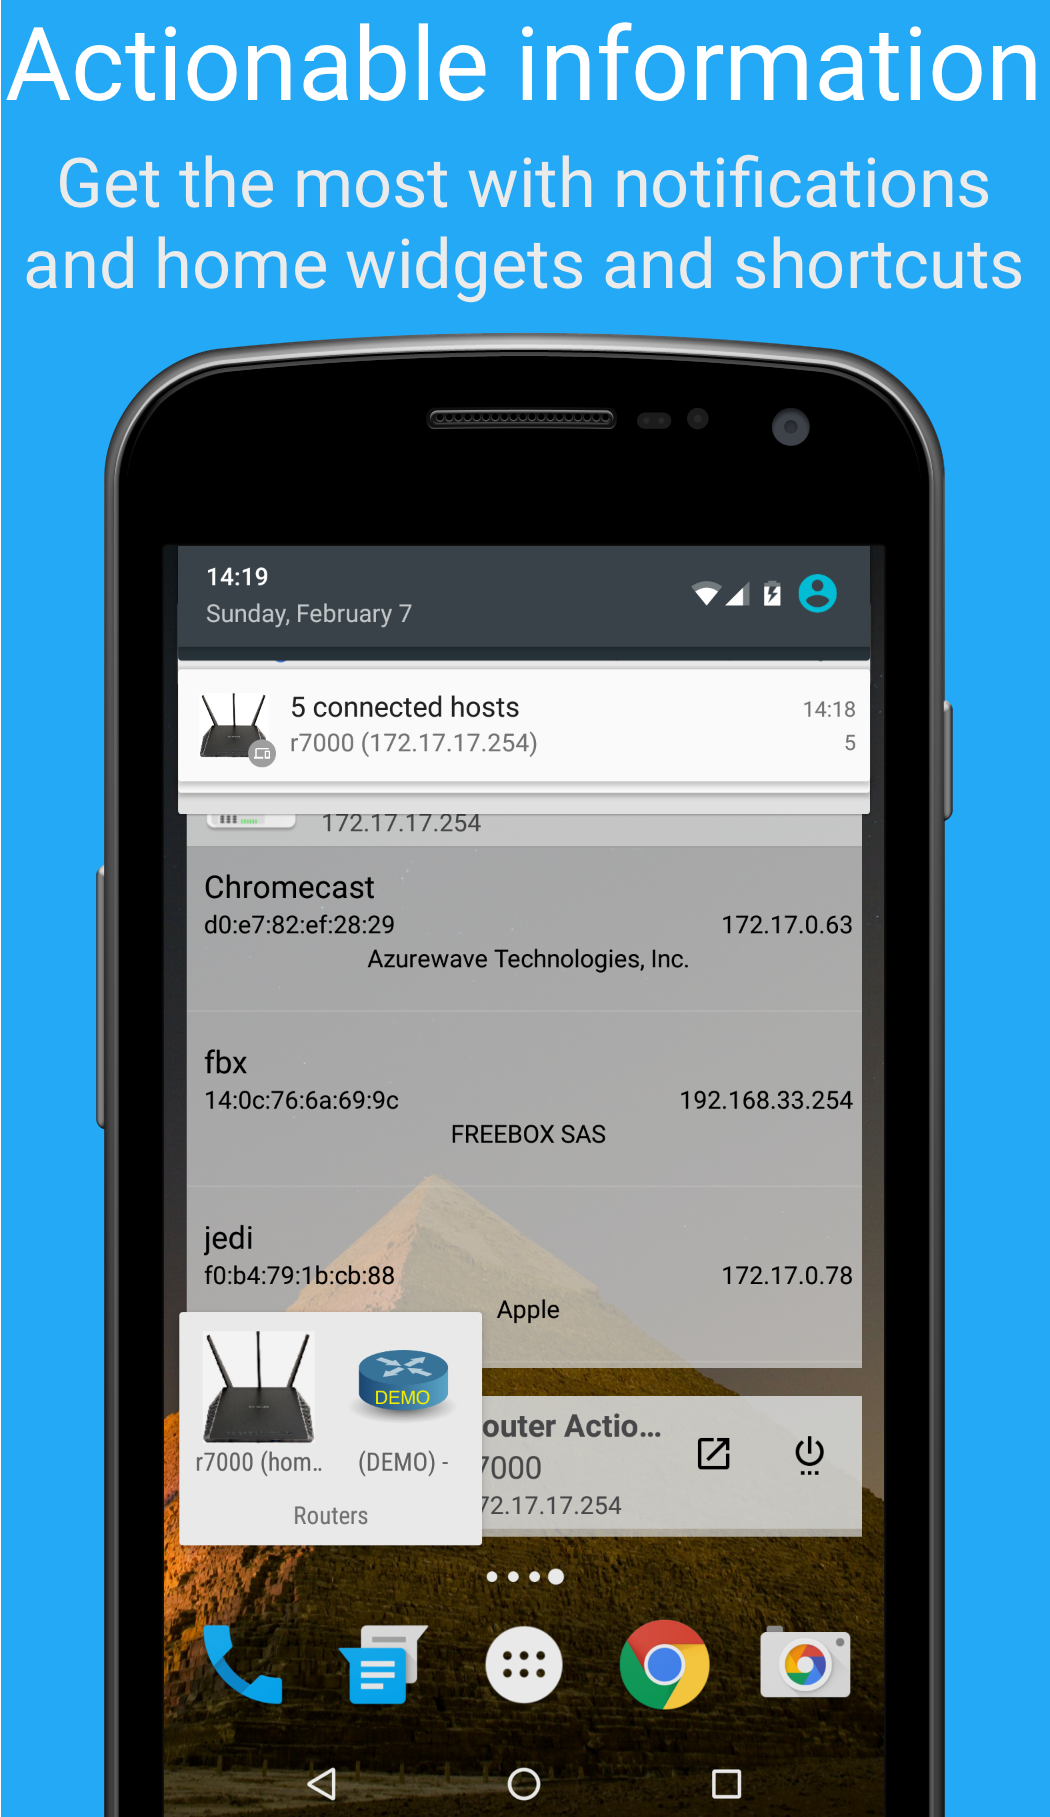 Actionable information
Get the most with notifications
and home widgets and shortcuts
14:19
Sunday, February 7
5 connected hosts
14:18
r7000 (172.17.17.254)
5
172.17.17.254
Chromecast
d0:e7:82:ef:28:29
172.17.0.63
Azurewave Technologies, Inc.
fbx
14:0c:76:6a:69:9c
192.168.33.254
FREEBOX SAS
jedi
f0:b4:79:1b:cb:88
172.17.0.78
Apple
DEMO
r7000 (hom..
(DEMO) -
Routers
outer Actio...
7000
72.17.17.254